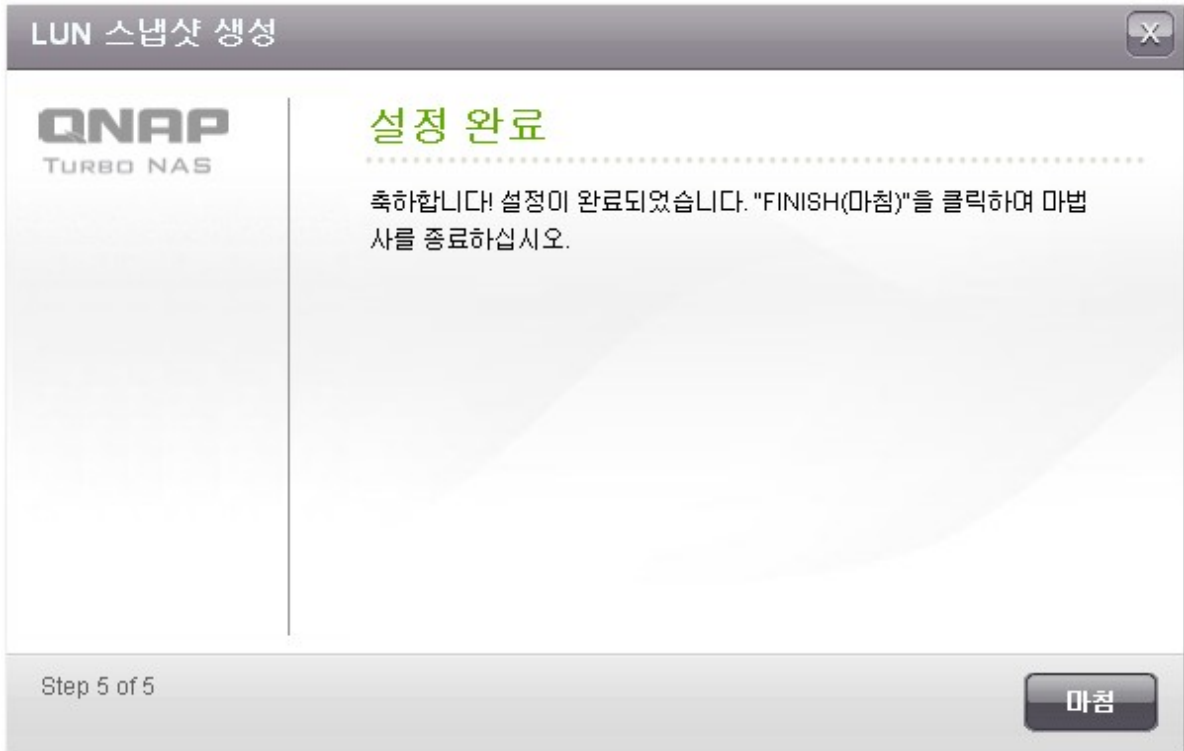 LUN 스냅샷 생성
X
QNAP
TURBO NAS
설정 완료
축하합니다! 설정이 완료되었습니다. "FINISH(마침)"을 클릭하여 마법
사를 종료하십시오.
Step 5 of 5
마침